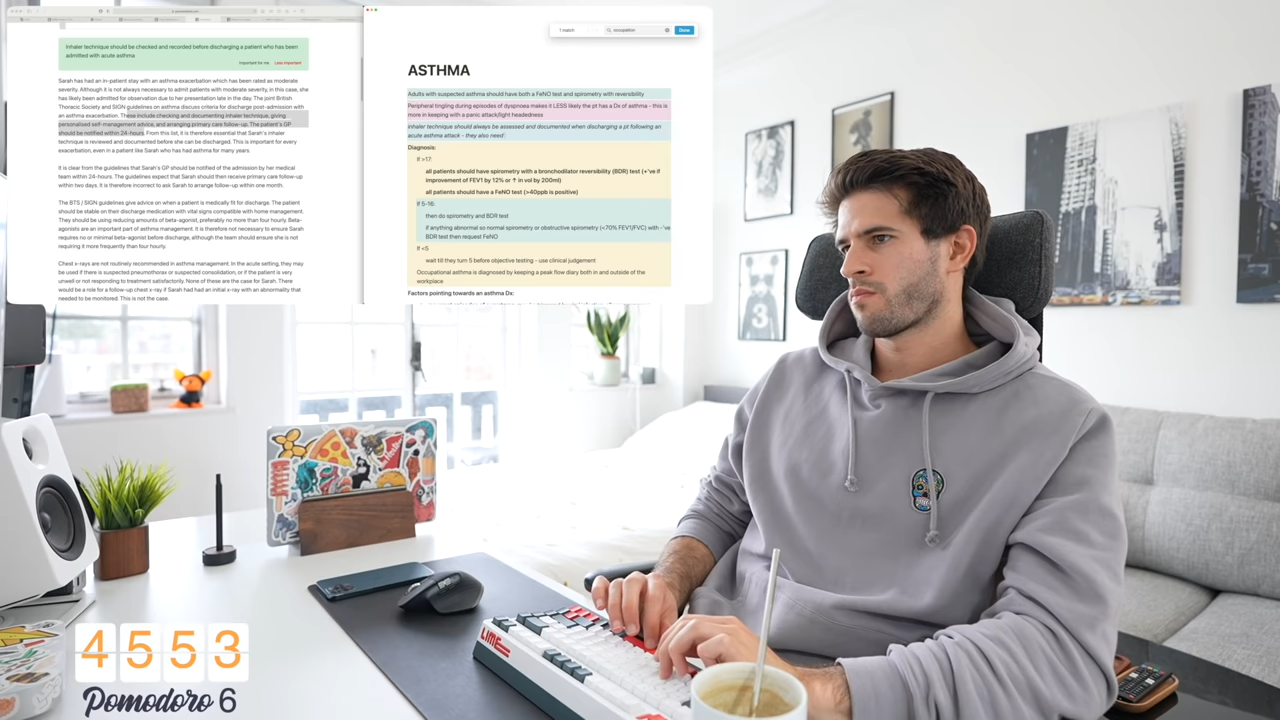 Inhaler technique should be checked and recorded before discharging a patient who has been
admitted with acute asthma
Important for me Less important
Sarah has had an in-patient stay with an asthma exacerbation which has been rated as moderate
severity. Although it is not always necessary to admit patients with moderate severity, in this case, she
has likely been admitted for observation due to her presentation late in the day. The joint British
Thoracic Society and SIGN guidelines on asthma discuss criteria for discharge post-admission with
an asthma exacerbation. These include checking and documenting inhaler technique, giving
personalised self-management advice, and arranging primary care follow-up. The patient's GP
should be notified within 24-hours. From this list, it is therefore essential that Sarah's inhaler
technique is reviewed and documented before she can be discharged. This is important for every
exacerbation, even in a patient like Sarah who has had asthma for many years.
It is clear from the guidelines that Sarah's GP should be notified of the admission by her medical
team within 24-hours. The guidelines expect that Sarah should then receive primary care follow-up
within two days. It is therefore incorrect to ask Sarah to arrange follow-up within one month.
The BTS / SIGN guidelines give advice on when a patient is medically fit for discharge. The patient
should be stable on their discharge medication with vital signs compatible with home management.
They should be using reducing amounts of beta-agonist, preferably no more than four hourly. Beta-
agonists are an important part of asthma management. It is therefore not necessary to ensure Sarah
requires no or minimal beta-agonist before discharge, although the team should ensure she is not
requiring it more frequently than four hourly.
Chest x-rays are not routinely recommended in asthma management. In the acute setting, they may
be used if there is suspected pneumothorax or suspected consolidation, or if the patient is very
unwell or not responding to treatment satisfactorily. None of these are the case for Sarah. There
would be a role for a follow-up chest x-ray if Sarah had had an initial x-ray with an abnormality that
needed to be monitored. This is not the case.
1 match
occupation
Done
ASTHMA
Adults with suspected asthma should have both a FeNO test and spirometry with reversibility
Peripheral tingling during episodes of dyspnoea makes it LESS likely the pt has a Dx of asthma - this is
more in keeping with a panic attack/light headedness
inhaler technique should always be assessed and documented when discharging a pt following an
acute asthma attack - they also need:
Diagnosis:
If >17:
all patients should have spirometry with a bronchodilator reversibility (BDR) test (+'ve if
improvement of FEV1 by 12% or ↑ in vol by 200ml)
all patients should have a FeNO test (>40ppb is positive)
If 5-16:
then do spirometry and BDR test
if anything abnormal so normal spirometry or obstructive spirometry (<70% FEV1/FVC) with -'ve
BDR test then request FeNO
If <5
wait till they turn 5 before objective testing - use clinical judgement
Occupational asthma is diagnosed by keeping a peak flow diary both in and outside of the
workplace
Factors pointing towards an asthma Dx:
3
LIME
4553
Pomodoro 6